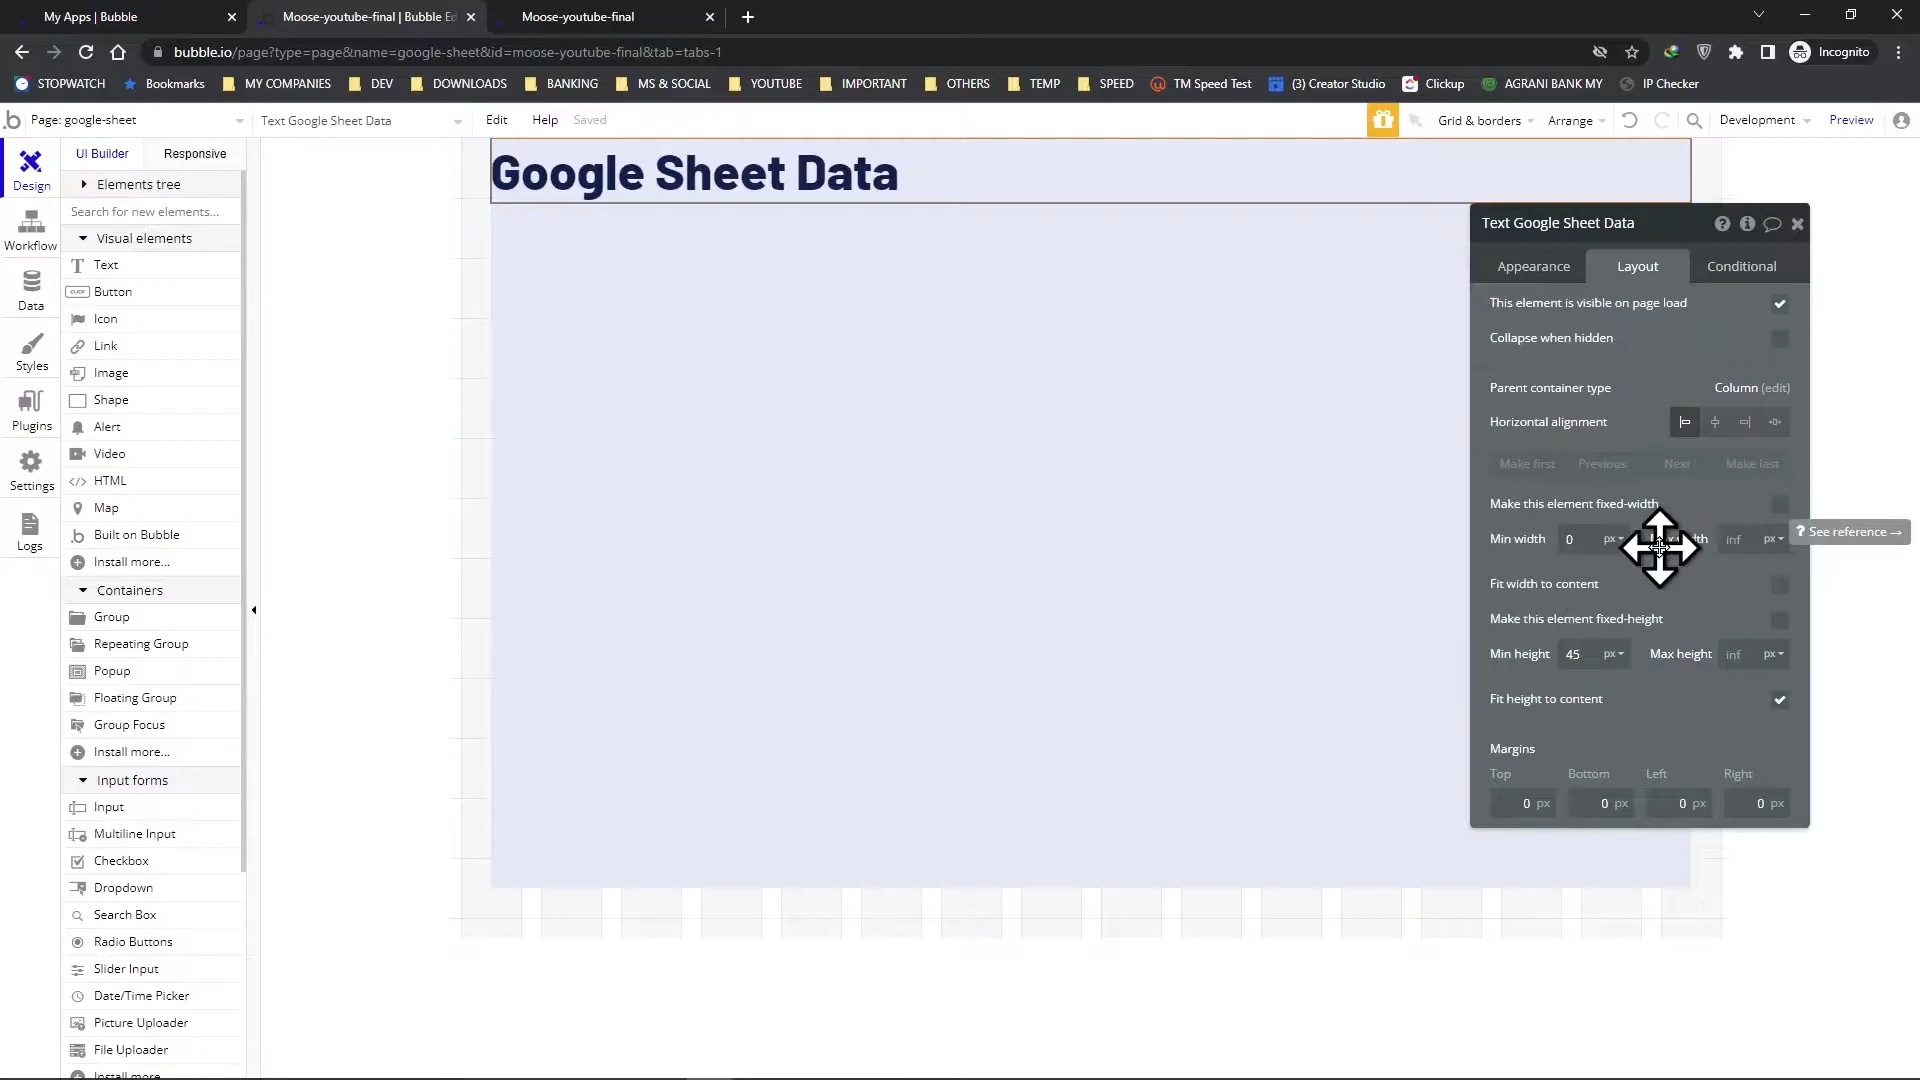 My Apps | Bubble
Moose-youtube-final | Bubble Ed
Moose-youtube-final
bubble.io/page?type=page&name=google-sheet&id=moose-youtube-final&tab=tabs-1
Incognito
STOPWATCH
Bookmarks
MY COMPANIES
DEV
DOWNLOADS
BANKING
MS & SOCIAL
YOUTUBE
IMPORTANT
OTHERS
TEMP
SPEED
TM Speed Test
(3) Creator Studio
Clickup
AGRANI BANK MY
IP Checker
Page: google-sheet
Text Google Sheet Data
Edit
Help
Saved
Grid & borders
Arrange
Development
Preview
Design
Workflow
Data
Styles
Plugins
Settings
Logs
UI Builder
Responsive
Elements tree
Search for new elements...
Visual elements
Text
Button
Icon
Link
Image
Shape
Alert
Video
HTML
Map
Built on Bubble
Install more...
Containers
Group
Repeating Group
Popup
Floating Group
Group Focus
Install more...
Input forms
Input
Multiline Input
Checkbox
Dropdown
Search Box
Radio Buttons
Slider Input
Date/Time Picker
Picture Uploader
File Uploader
Install more
Google Sheet Data
Text Google Sheet Data
Appearance
Layout
Conditional
This element is visible on page load
Collapse when hidden
Parent container type
Column (edit)
Horizontal alignment
Make first
Previous
Next
Make last
Make this element fixed-width
Min width 0 px
inf px
? See reference →
Fit width to content
Make this element fixed-height
Min height 45 px
Max height inf px
Fit height to content
Margins
Top
Bottom
Left
Right
0 px
0 px
0 px
0 px